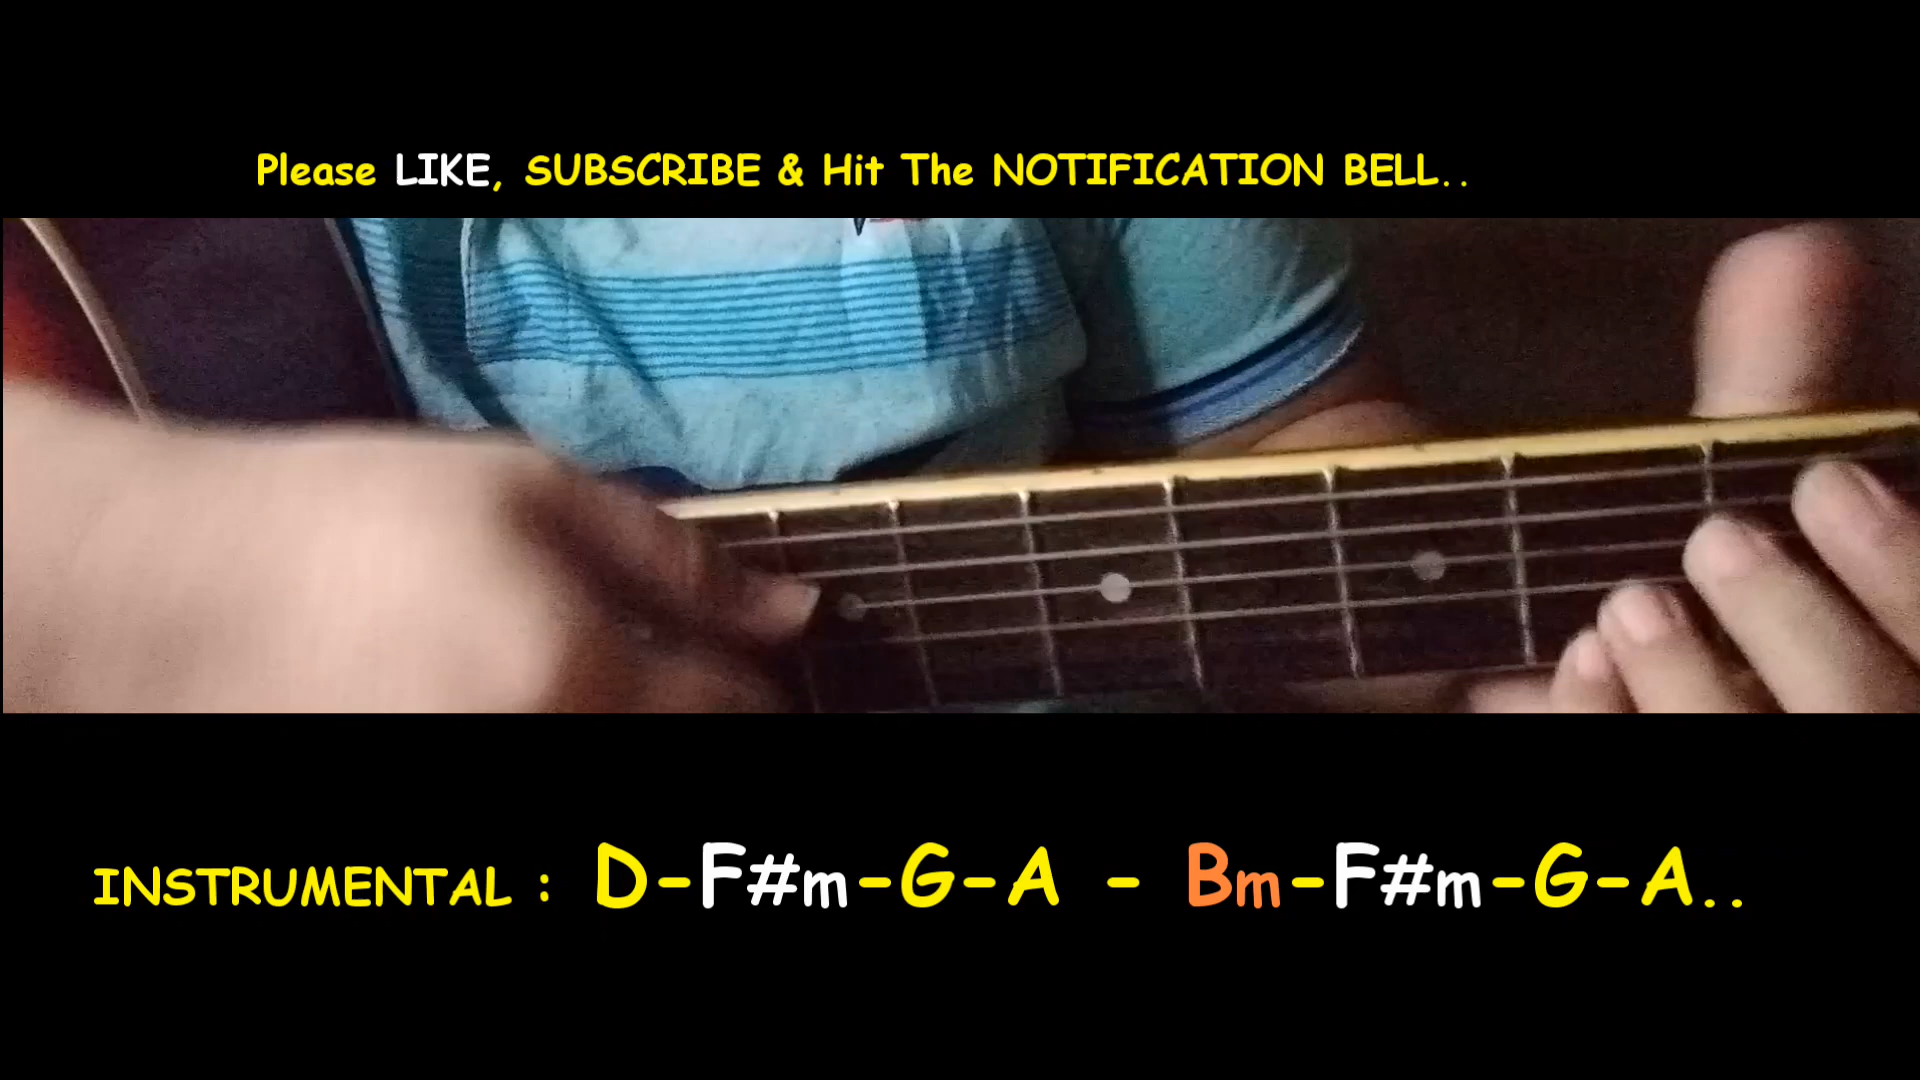 Please LIKE, SUBSCRIBE & Hit The NOTIFICATION BELL..
INSTRUMENTAL : D-F#m-G-A - Bm-F#m-G-A..